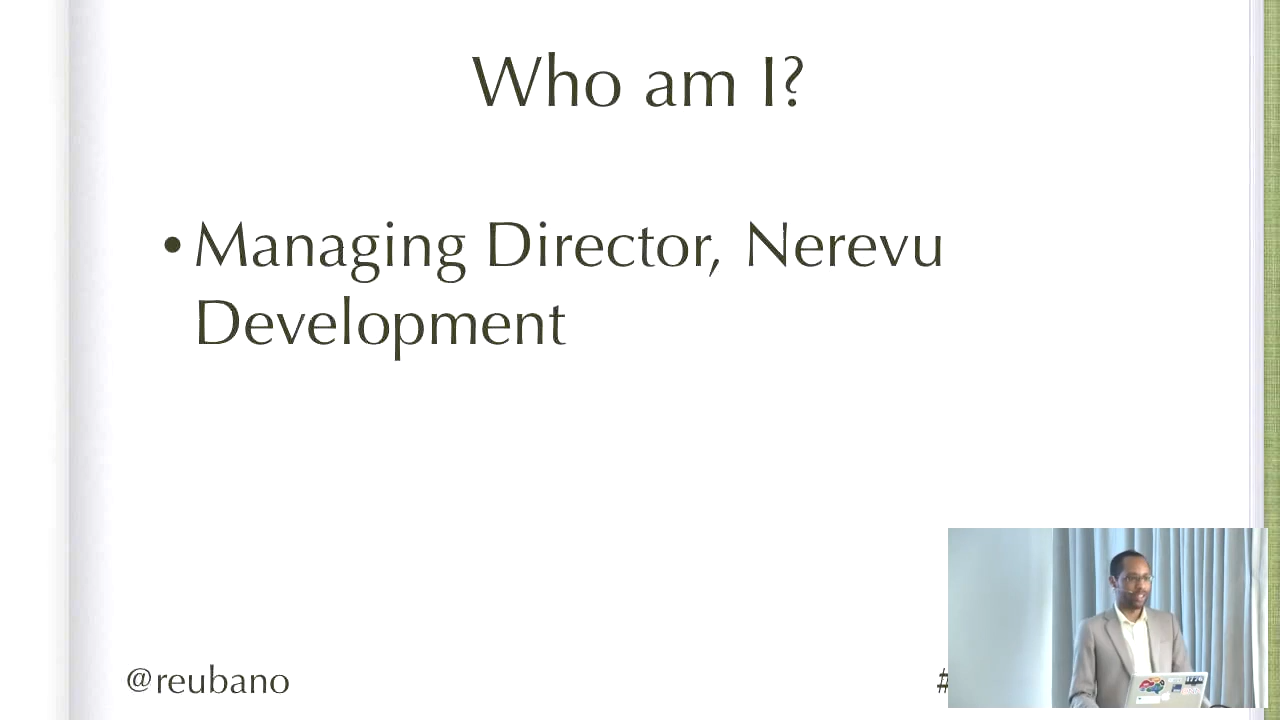 Who am I?
• Managing Director, Nerevu
Development
@reubano
#